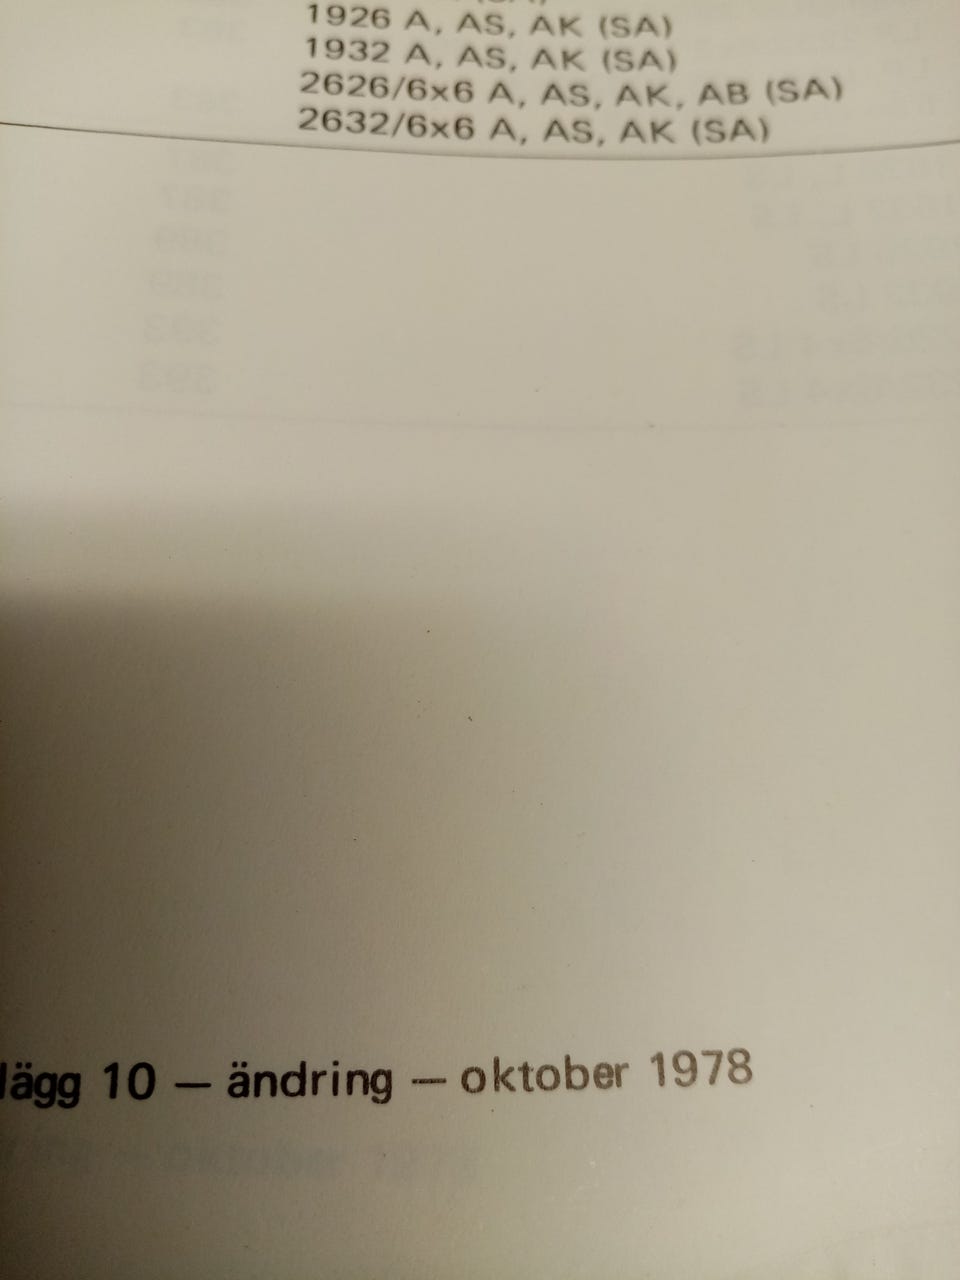 1926 A, AS, AK (SA)
1932 A, AS, AK (SA)
2626/6x6 A, AS, AK, AB (SA)
2632/6x6 A, AS, AK (SA)
lägg 10 — ändring — oktober 1978